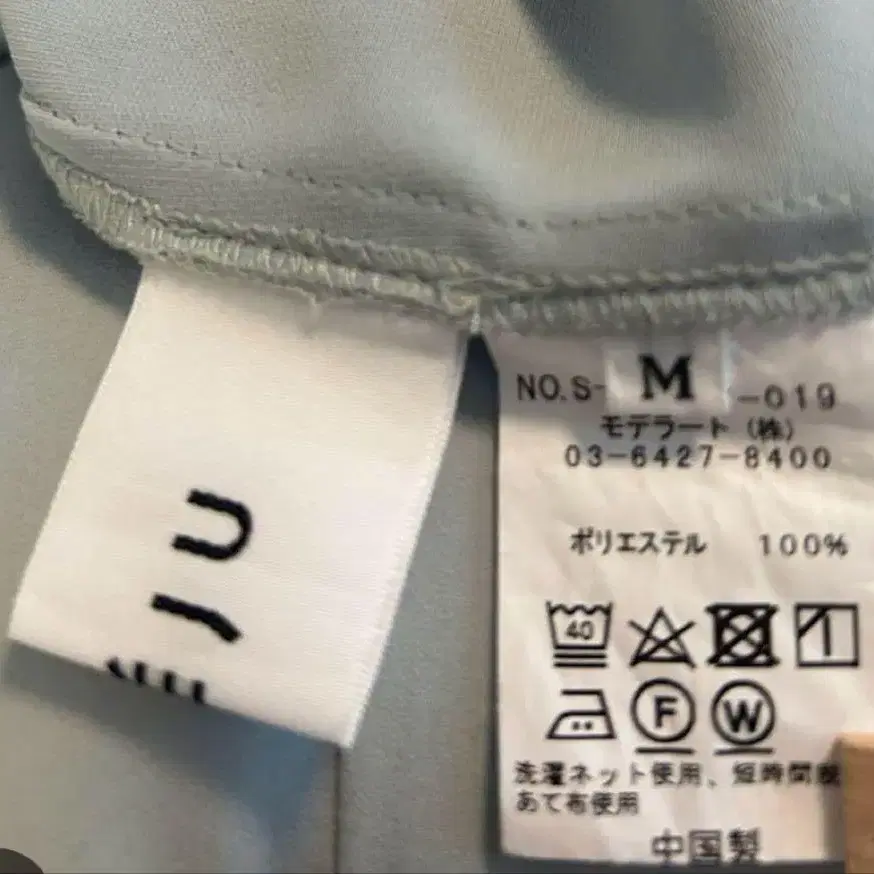 JU
NO.S- M -019
モデラート（株）
03-6427-8400
ポリエステル 100%
40
F W
洗濯ネット使用、短時間脱
あて布使用
中国製